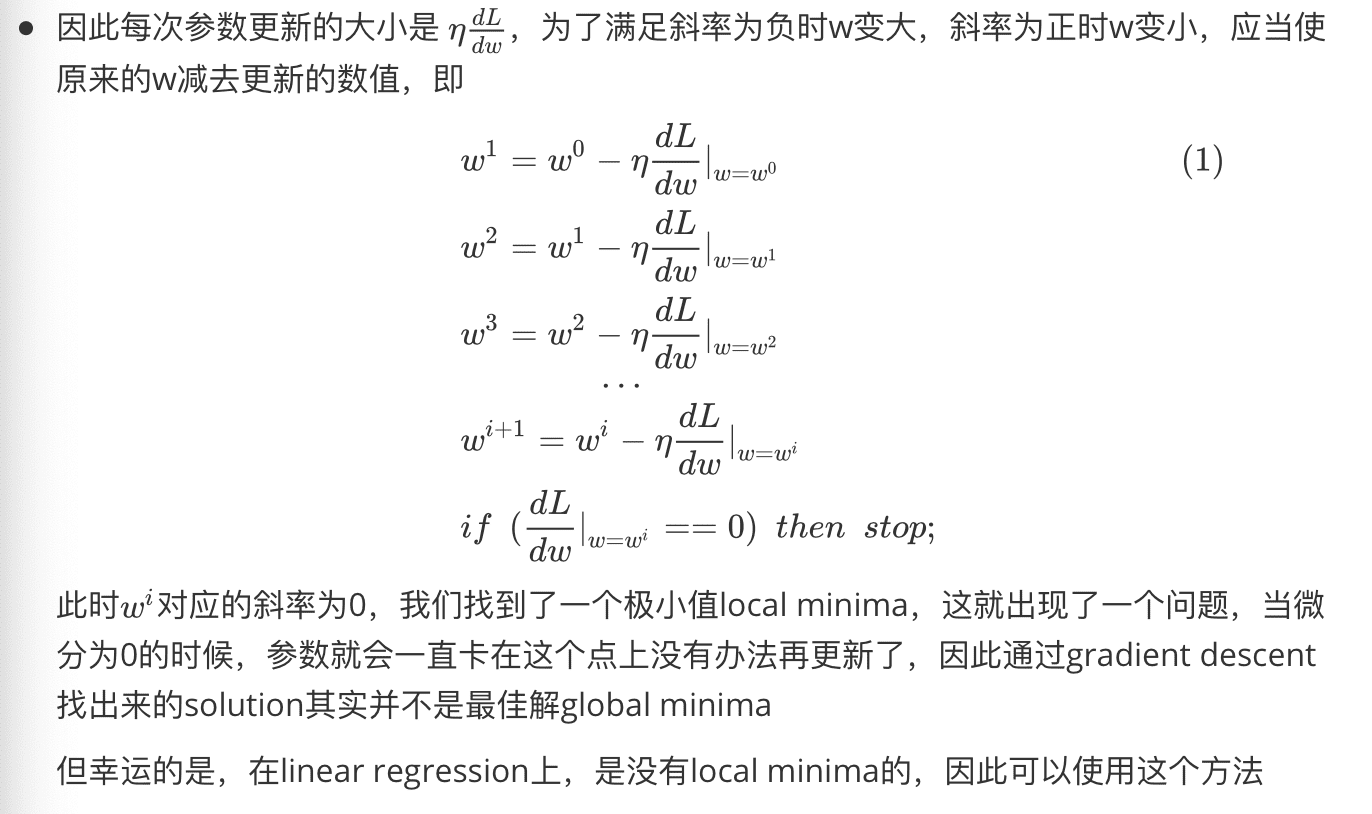 ● 因此每次参数更新的大小是 $\eta\frac{dL}{dw}$，为了满足斜率为负时w变大，斜率为正时w变小，应当使
原来的w减去更新的数值，即
$w^1 = w^0 - \eta\frac{dL}{dw}|_{w=w^0}$ (1)
$w^2 = w^1 - \eta\frac{dL}{dw}|_{w=w^1}$
$w^3 = w^2 - \eta\frac{dL}{dw}|_{w=w^2}$
$\cdots$
$w^{i+1} = w^i - \eta\frac{dL}{dw}|_{w=w^i}$
$if\ (\frac{dL}{dw}|_{w=w^i} == 0)\ then\ stop;$
此时$w^i$对应的斜率为0，我们找到了一个极小值local minima，这就出现了一个问题，当微
分为0的时候，参数就会一直卡在这个点上没有办法再更新了，因此通过gradient descent
找出来的solution其实并不是最佳解global minima
但幸运的是，在linear regression上，是没有local minima的，因此可以使用这个方法